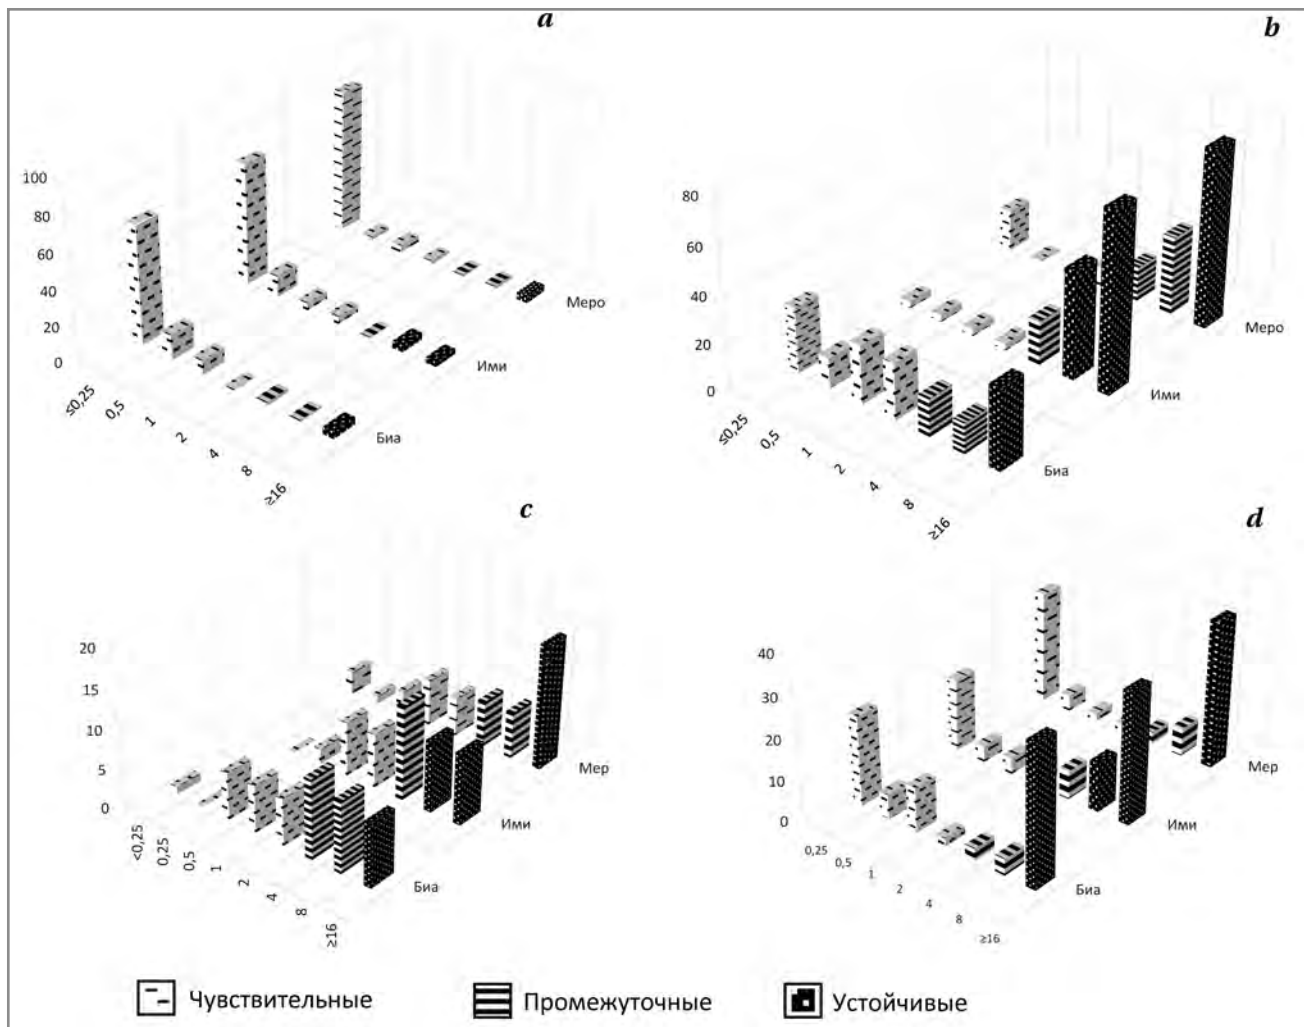 a
100
80
60
40
20
0
≤0,25
0,5
1
2
4
8
≥16
Меро
Ими
Биа
b
80
60
40
20
0
≤0,25
0,5
1
2
4
8
≥16
Меро
Ими
Биа
c
20
15
10
5
0
<0,25
0,25
0,5
1
2
4
8
≥16
Мер
Ими
Биа
d
40
30
20
10
0
0,25
0,5
1
2
4
8
≥16
Мер
Ими
Биа
Чувствительные
Промежуточные
Устойчивые